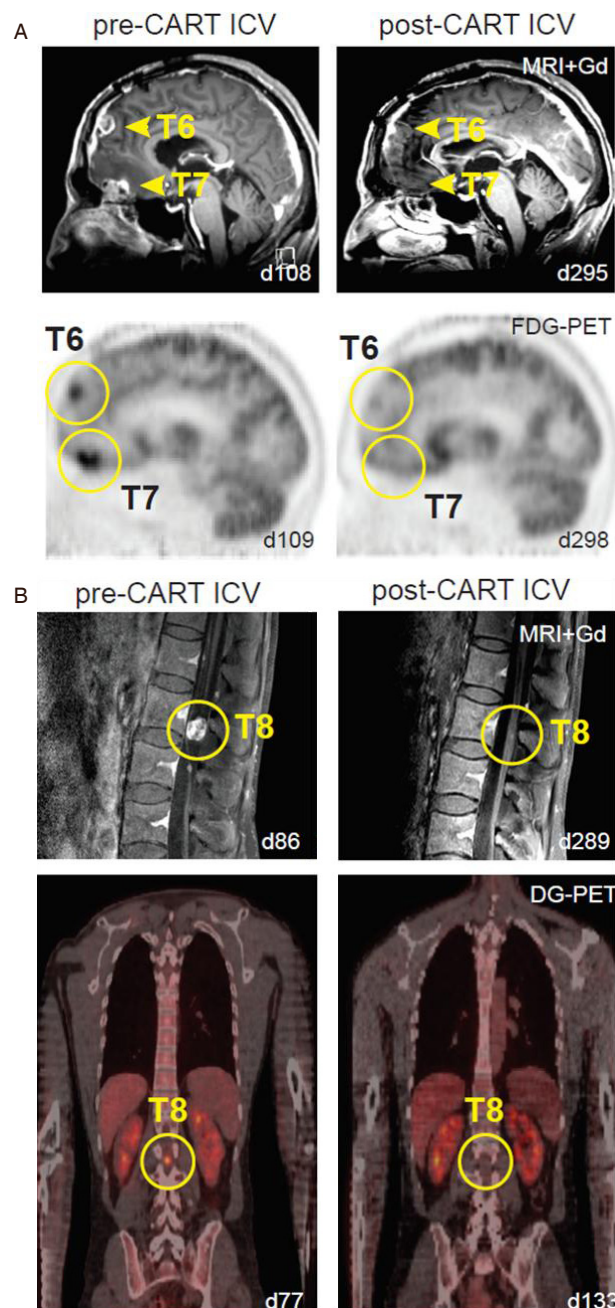 A
pre-CART ICV
post-CART ICV
MRI+Gd
T6
T6
T7
T7
d108
d295
FDG-PET
T6
T6
T7
T7
d109
d298
B
pre-CART ICV
post-CART ICV
MRI+Gd
T8
T8
d86
d289
DG-PET
T8
T8
d77
d133